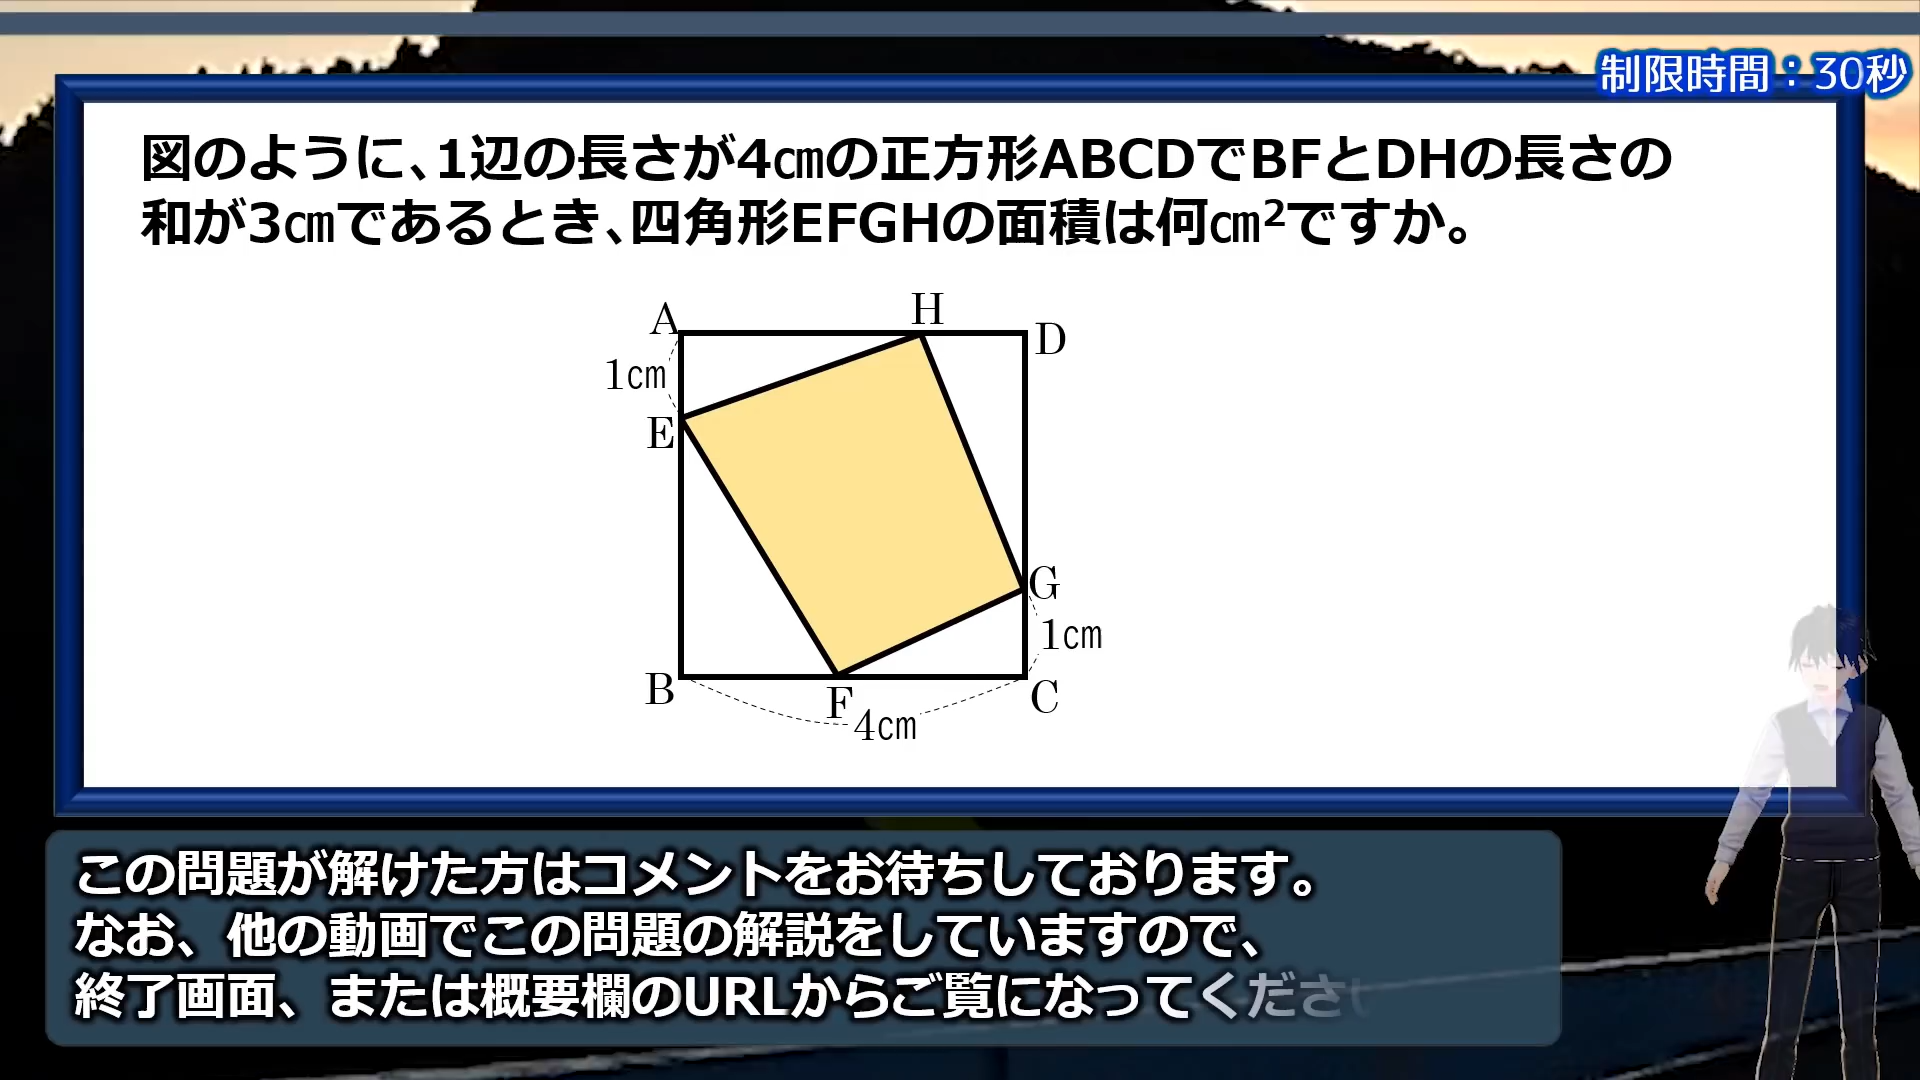 制限時間：30秒
図のように、1辺の長さが4㎝の正方形ABCDでBFとDHの長さの
和が3㎝であるとき、四角形EFGHの面積は何㎝²ですか。
A
H
D
1㎝
E
G
1㎝
B
F
C
4㎝
この問題が解けた方はコメントをお待ちしております。
なお、他の動画でこの問題の解説をしていますので、
終了画面、または概要欄のURLからご覧になってくださ